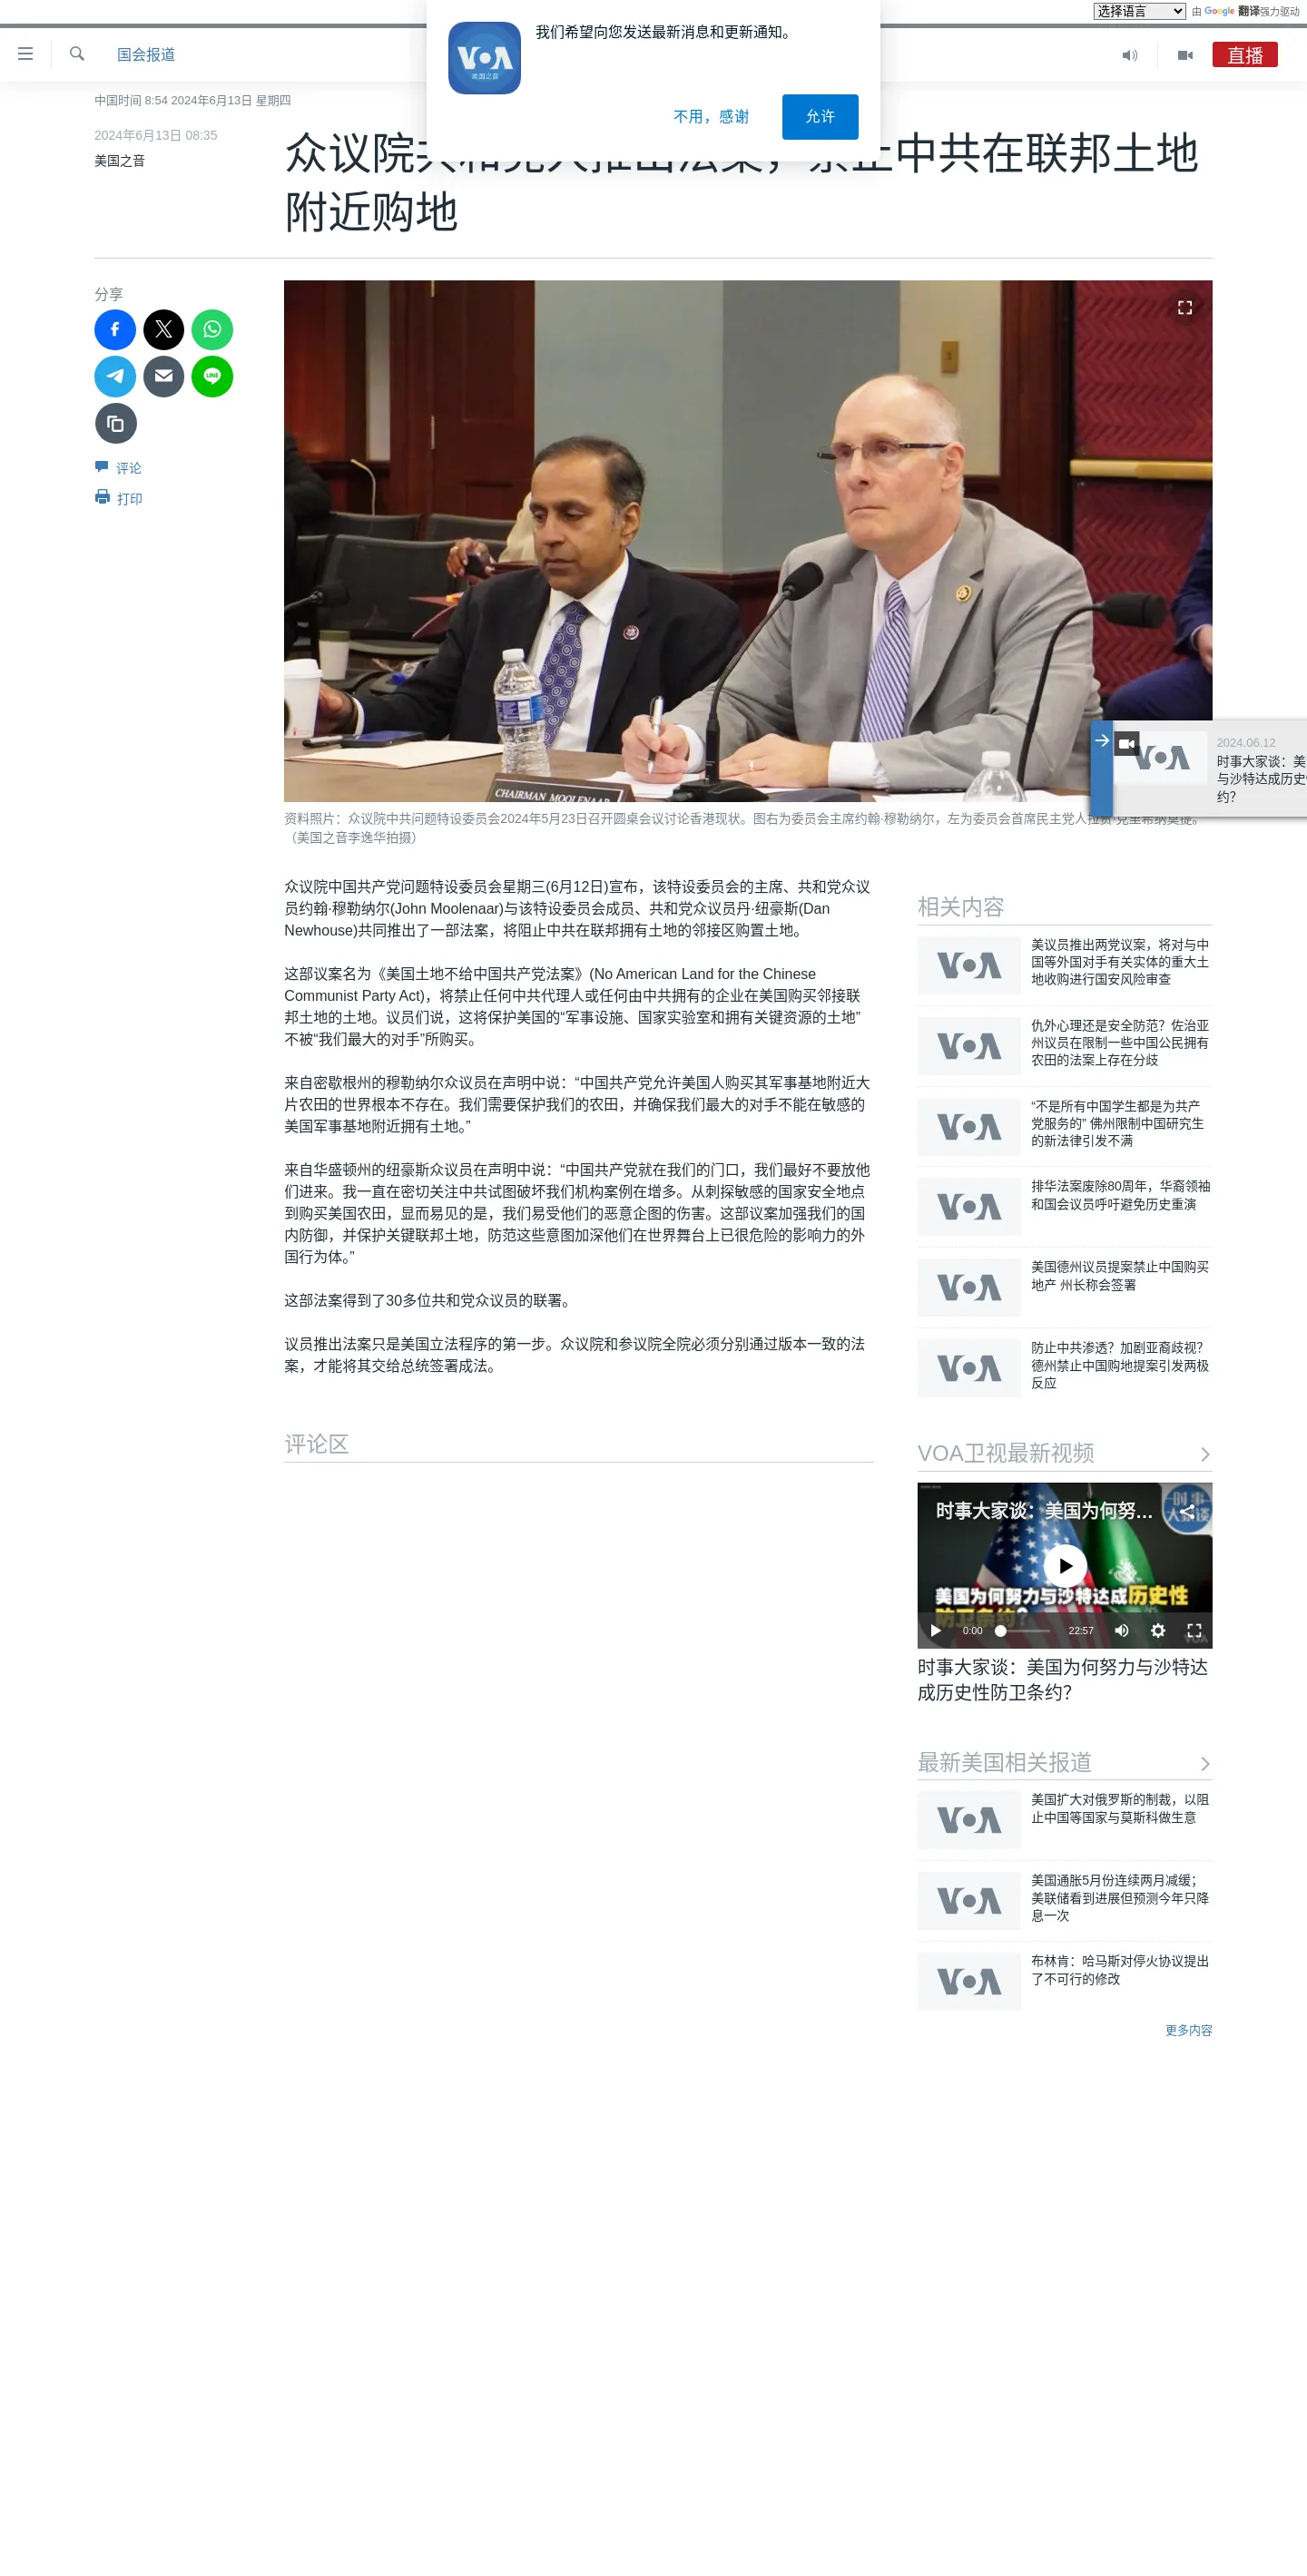 选择语言 由 Google 翻译强力驱动
我们希望向您发送最新消息和更新通知。
VOA
美国之音
不用，感谢
允许
国会报道
直播
中国时间 8:54 2024年6月13日 星期四
2024年6月13日 08:35
美国之音
众议院共和党人推出法案，禁止中共在联邦土地
附近购地
分享
LINE
评论
打印
CHAIRMAN MOOLENAAR
VOA
2024.06.12
时事大家谈：美
与沙特达成历史
约？
资料照片：众议院中共问题特设委员会2024年5月23日召开圆桌会议讨论香港现状。图右为委员会主席约翰·穆勒纳尔，左为委员会首席民主党人拉贾·克里希纳莫提。
（美国之音李逸华拍摄）
众议院中国共产党问题特设委员会星期三(6月12日)宣布，该特设委员会的主席、共和党众议
员约翰·穆勒纳尔(John Moolenaar)与该特设委员会成员、共和党众议员丹·纽豪斯(Dan
Newhouse)共同推出了一部法案，将阻止中共在联邦拥有土地的邻接区购置土地。
这部议案名为《美国土地不给中国共产党法案》(No American Land for the Chinese
Communist Party Act)，将禁止任何中共代理人或任何由中共拥有的企业在美国购买邻接联
邦土地的土地。议员们说，这将保护美国的“军事设施、国家实验室和拥有关键资源的土地”
不被“我们最大的对手”所购买。
来自密歇根州的穆勒纳尔众议员在声明中说：“中国共产党允许美国人购买其军事基地附近大
片农田的世界根本不存在。我们需要保护我们的农田，并确保我们最大的对手不能在敏感的
美国军事基地附近拥有土地。”
来自华盛顿州的纽豪斯众议员在声明中说：“中国共产党就在我们的门口，我们最好不要放他
们进来。我一直在密切关注中共试图破坏我们机构案例在增多。从刺探敏感的国家安全地点
到购买美国农田，显而易见的是，我们易受他们的恶意企图的伤害。这部议案加强我们的国
内防御，并保护关键联邦土地，防范这些意图加深他们在世界舞台上已很危险的影响力的外
国行为体。”
这部法案得到了30多位共和党众议员的联署。
议员推出法案只是美国立法程序的第一步。众议院和参议院全院必须分别通过版本一致的法
案，才能将其交给总统签署成法。
评论区
相关内容
VOA
美议员推出两党议案，将对与中
国等外国对手有关实体的重大土
地收购进行国安风险审查
VOA
仇外心理还是安全防范？佐治亚
州议员在限制一些中国公民拥有
农田的法案上存在分歧
VOA
“不是所有中国学生都是为共产
党服务的” 佛州限制中国研究生
的新法律引发不满
VOA
排华法案废除80周年，华裔领袖
和国会议员呼吁避免历史重演
VOA
美国德州议员提案禁止中国购买
地产 州长称会签署
VOA
防止中共渗透？加剧亚裔歧视？
德州禁止中国购地提案引发两极
反应
VOA卫视最新视频
时事大家谈：美国为何努...
时事
大家谈
美国为何努力与沙特达成历史性
防卫条约？
0:00
22:57
VOA
时事大家谈：美国为何努力与沙特达
成历史性防卫条约？
最新美国相关报道
VOA
美国扩大对俄罗斯的制裁，以阻
止中国等国家与莫斯科做生意
VOA
美国通胀5月份连续两月减缓；
美联储看到进展但预测今年只降
息一次
VOA
布林肯：哈马斯对停火协议提出
了不可行的修改
更多内容